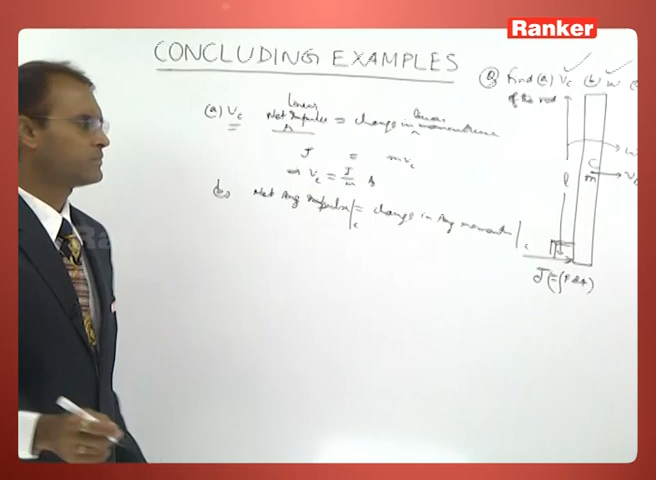 Ranker
CONCLUDING EXAMPLES
Q Find (a) Vc (b) ω (c
of the rod
(a) Vc
linear
linear
Net Impulse = change in momentum
J = mvc
⇒ Vc = J/m
b) Net Ang Impulse|c = change in Ang momentum|c
ω
C
m
Vc
l
J (= ∫F dt)